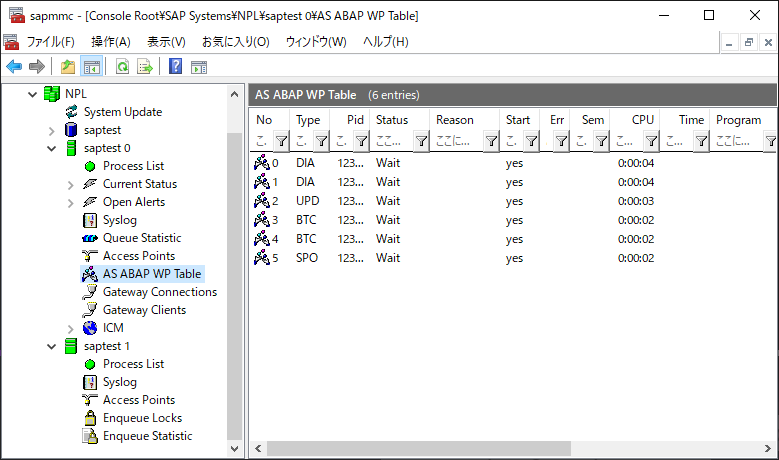 sapmmc - [Console Root¥SAP Systems¥NPL¥saptest 0¥AS ABAP WP Table]
ファイル(F) 操作(A) 表示(V) お気に入り(O) ウィンドウ(W) ヘルプ(H)
NPL
System Update
saptest
saptest 0
Process List
Current Status
Open Alerts
Syslog
Queue Statistic
Access Points
AS ABAP WP Table
Gateway Connections
Gateway Clients
ICM
saptest 1
Process List
Syslog
Access Points
Enqueue Locks
Enqueue Statistic
AS ABAP WP Table (6 entries)
No Type Pid Status Reason Start Err Sem CPU Time Program
こ. こ. こ. ここ... ここに... こ. こ. こ... こ... ここに...
0 DIA 123... Wait yes 0:00:04
1 DIA 123... Wait yes 0:00:04
2 UPD 123... Wait yes 0:00:03
3 BTC 123... Wait yes 0:00:02
4 BTC 123... Wait yes 0:00:02
5 SPO 123... Wait yes 0:00:02